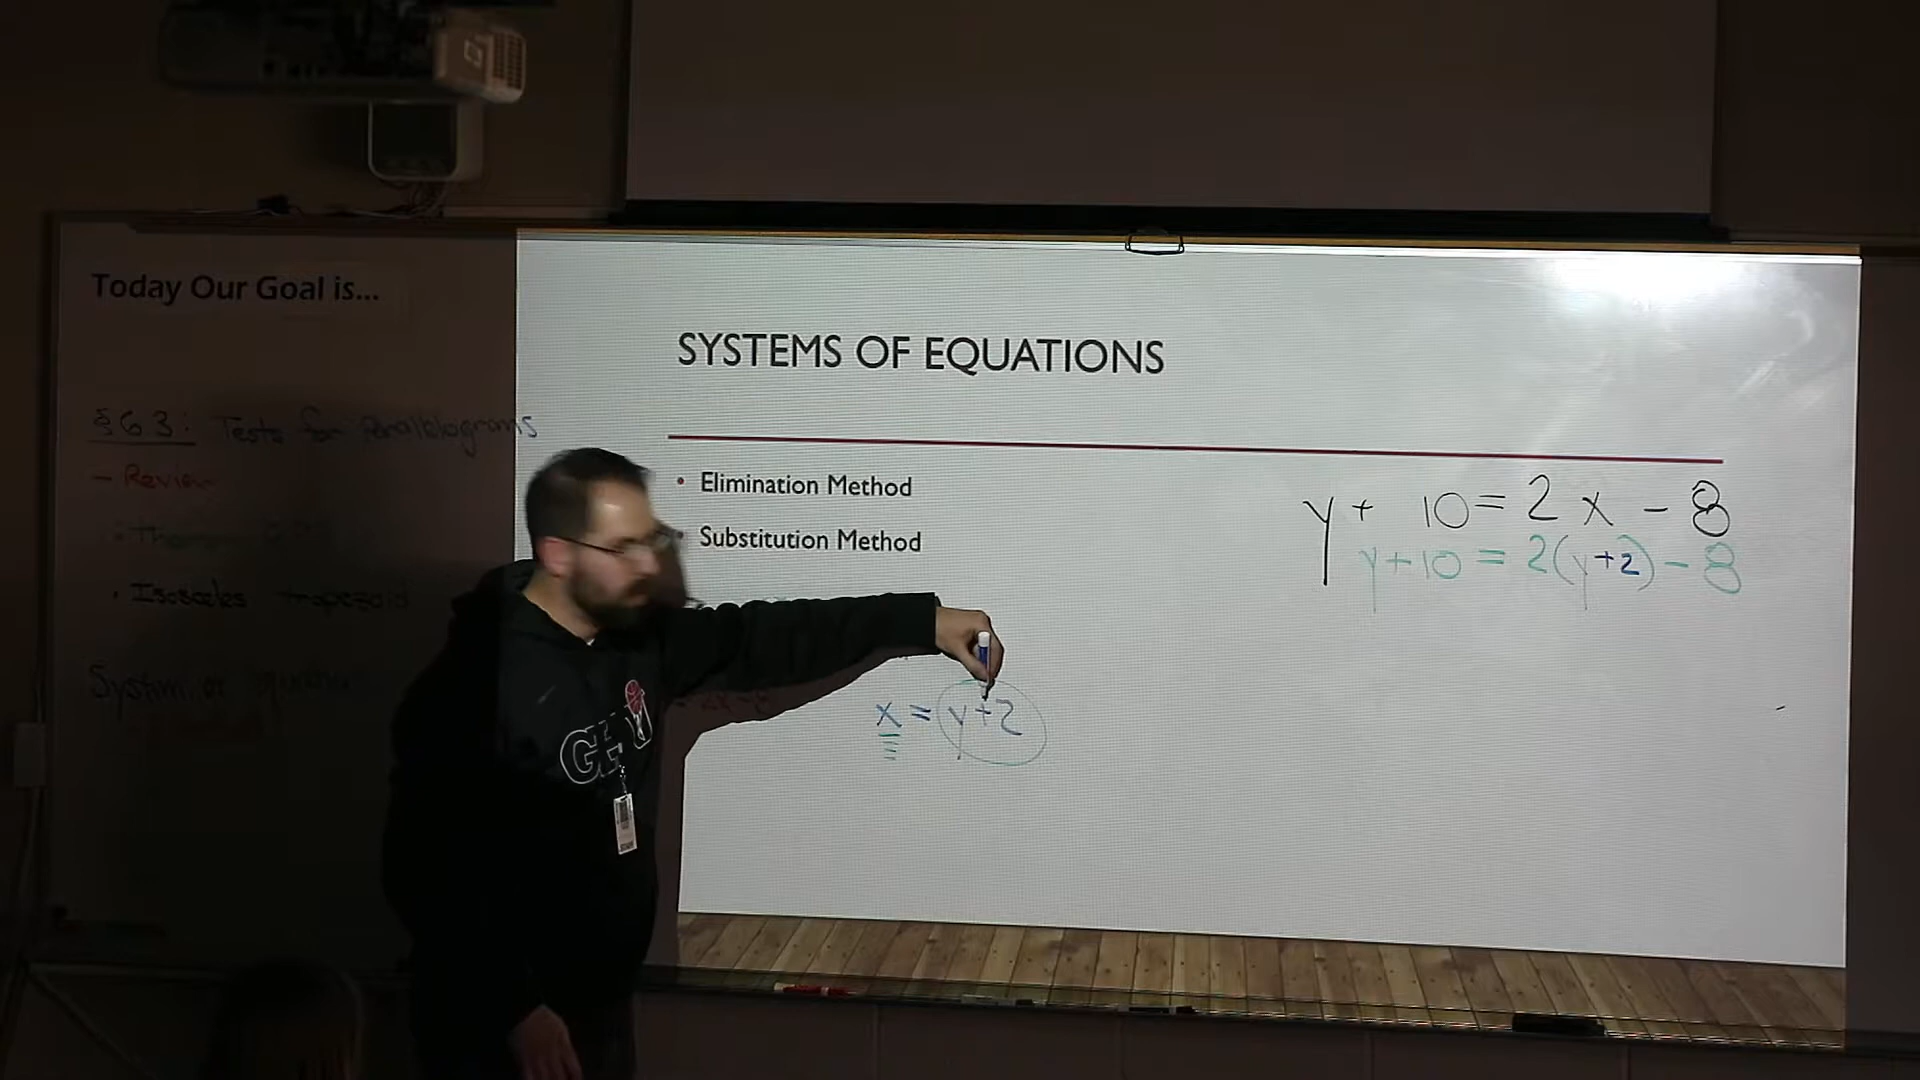 Today Our Goal is...
§6.3: Tests for Parallelograms
- Review
· Isosceles trapezoid
SYSTEMS OF EQUATIONS
• Elimination Method
Substitution Method
y + 10 = 2x - 8
y+10 = 2(y+2) - 8
x = y+2